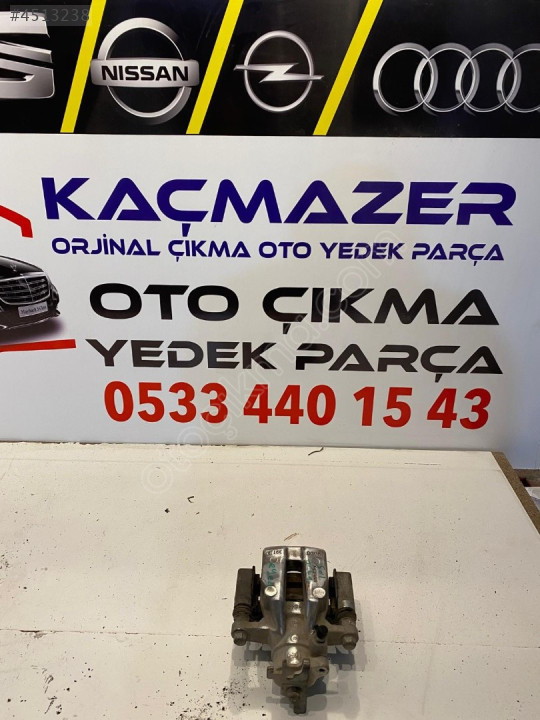 #4513238
NISSAN
KAÇMAZER
ORJİNAL ÇIKMA OTO YEDEK PARÇA
OTO ÇIKMA
YEDEK PARÇA
0533 440 15 43